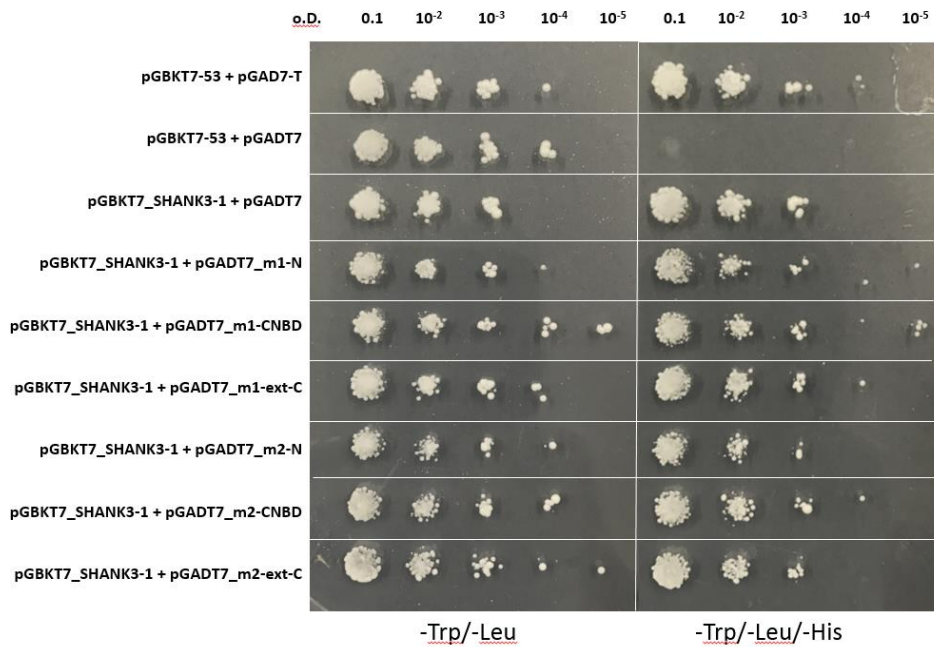 o.D. 0.1 10⁻² 10⁻³ 10⁻⁴ 10⁻⁵ 0.1 10⁻² 10⁻³ 10⁻⁴ 10⁻⁵
pGBKT7-53 + pGAD7-T
pGBKT7-53 + pGADT7
pGBKT7_SHANK3-1 + pGADT7
pGBKT7_SHANK3-1 + pGADT7_m1-N
pGBKT7_SHANK3-1 + pGADT7_m1-CNBD
pGBKT7_SHANK3-1 + pGADT7_m1-ext-C
pGBKT7_SHANK3-1 + pGADT7_m2-N
pGBKT7_SHANK3-1 + pGADT7_m2-CNBD
pGBKT7_SHANK3-1 + pGADT7_m2-ext-C
-Trp/-Leu -Trp/-Leu/-His